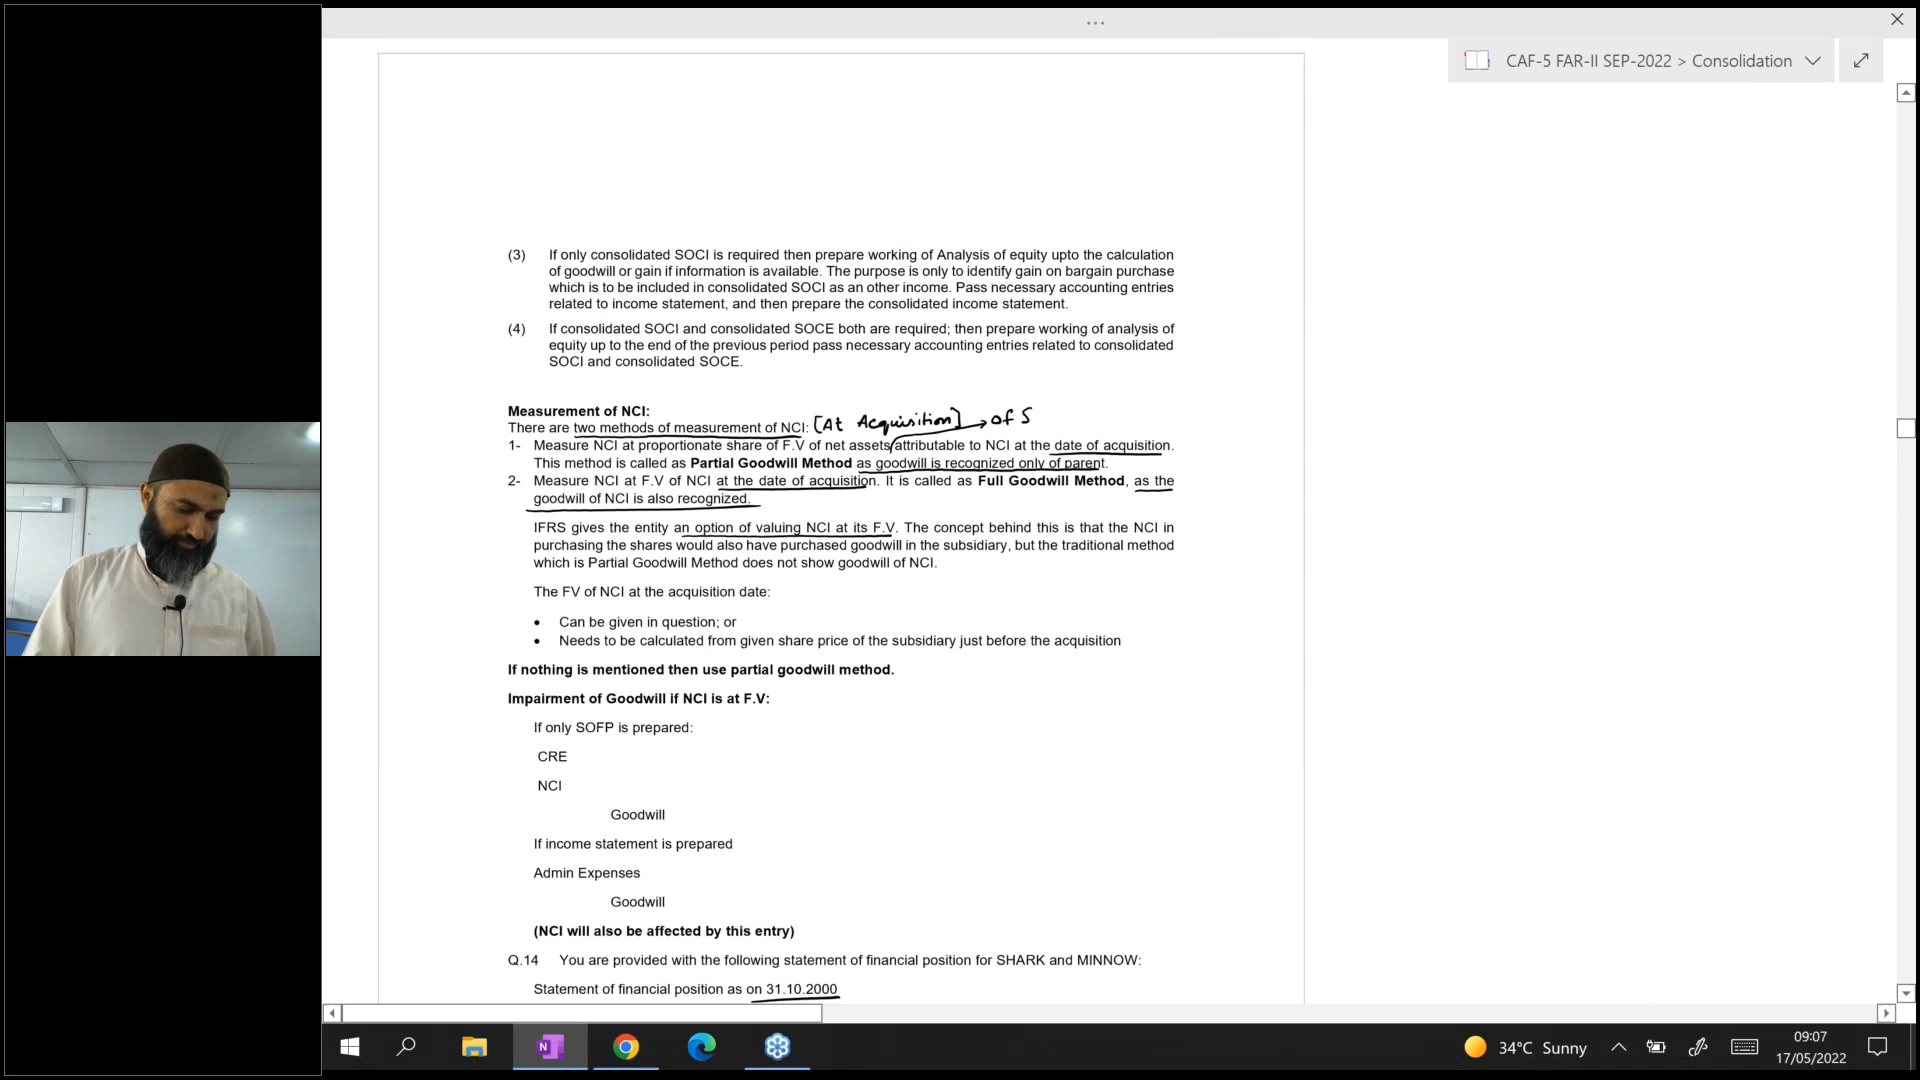 CAF-5 FAR-II SEP-2022 > Consolidation
(3) If only consolidated SOCI is required then prepare working of Analysis of equity upto the calculation
of goodwill or gain if information is available. The purpose is only to identify gain on bargain purchase
which is to be included in consolidated SOCI as an other income. Pass necessary accounting entries
related to income statement, and then prepare the consolidated income statement.
(4) If consolidated SOCI and consolidated SOCE both are required; then prepare working of analysis of
equity up to the end of the previous period pass necessary accounting entries related to consolidated
SOCI and consolidated SOCE.
Measurement of NCI:
There are two methods of measurement of NCI: [At Acquisition] → of S
1- Measure NCI at proportionate share of F.V of net assets attributable to NCI at the date of acquisition.
This method is called as Partial Goodwill Method as goodwill is recognized only of parent.
2- Measure NCI at F.V of NCI at the date of acquisition. It is called as Full Goodwill Method, as the
goodwill of NCI is also recognized.
IFRS gives the entity an option of valuing NCI at its F.V. The concept behind this is that the NCI in
purchasing the shares would also have purchased goodwill in the subsidiary, but the traditional method
which is Partial Goodwill Method does not show goodwill of NCI.
The FV of NCI at the acquisition date:
• Can be given in question; or
• Needs to be calculated from given share price of the subsidiary just before the acquisition
If nothing is mentioned then use partial goodwill method.
Impairment of Goodwill if NCI is at F.V:
If only SOFP is prepared:
CRE
NCI
Goodwill
If income statement is prepared
Admin Expenses
Goodwill
(NCI will also be affected by this entry)
Q.14 You are provided with the following statement of financial position for SHARK and MINNOW:
Statement of financial position as on 31.10.2000
34°C Sunny
09:07
17/05/2022